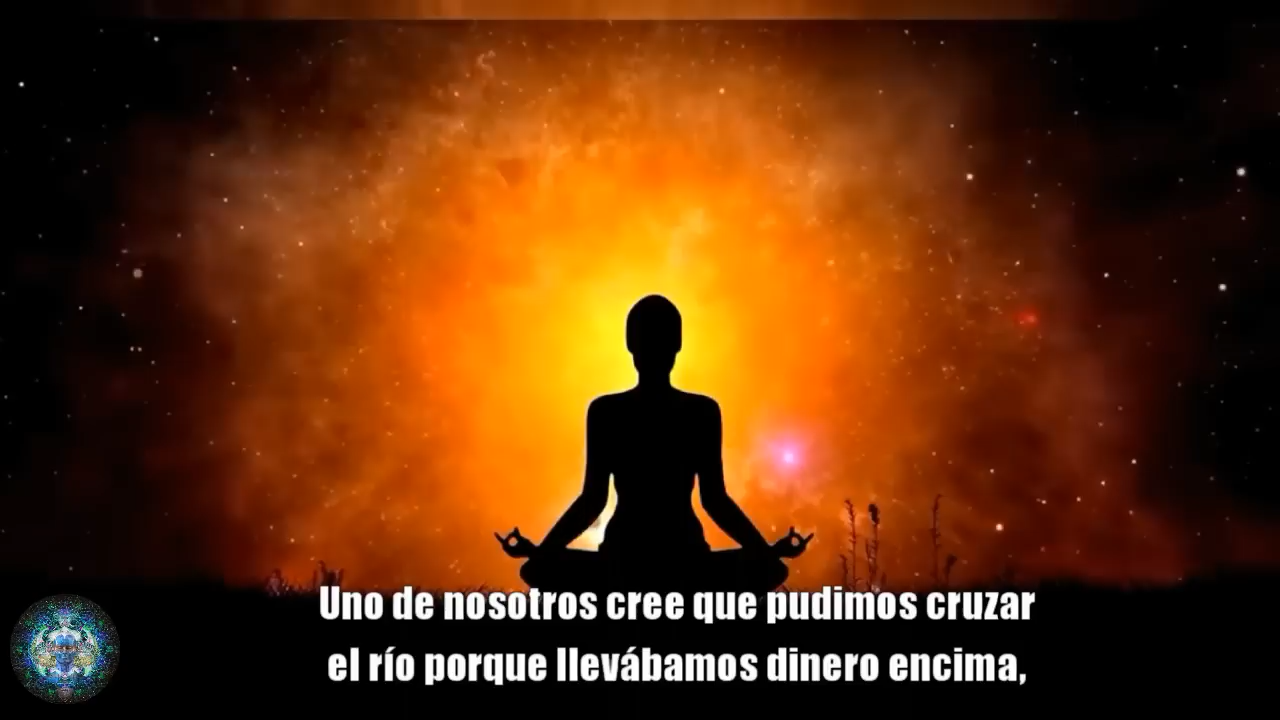 Uno de nosotros cree que pudimos cruzar
el río porque llevábamos dinero encima,